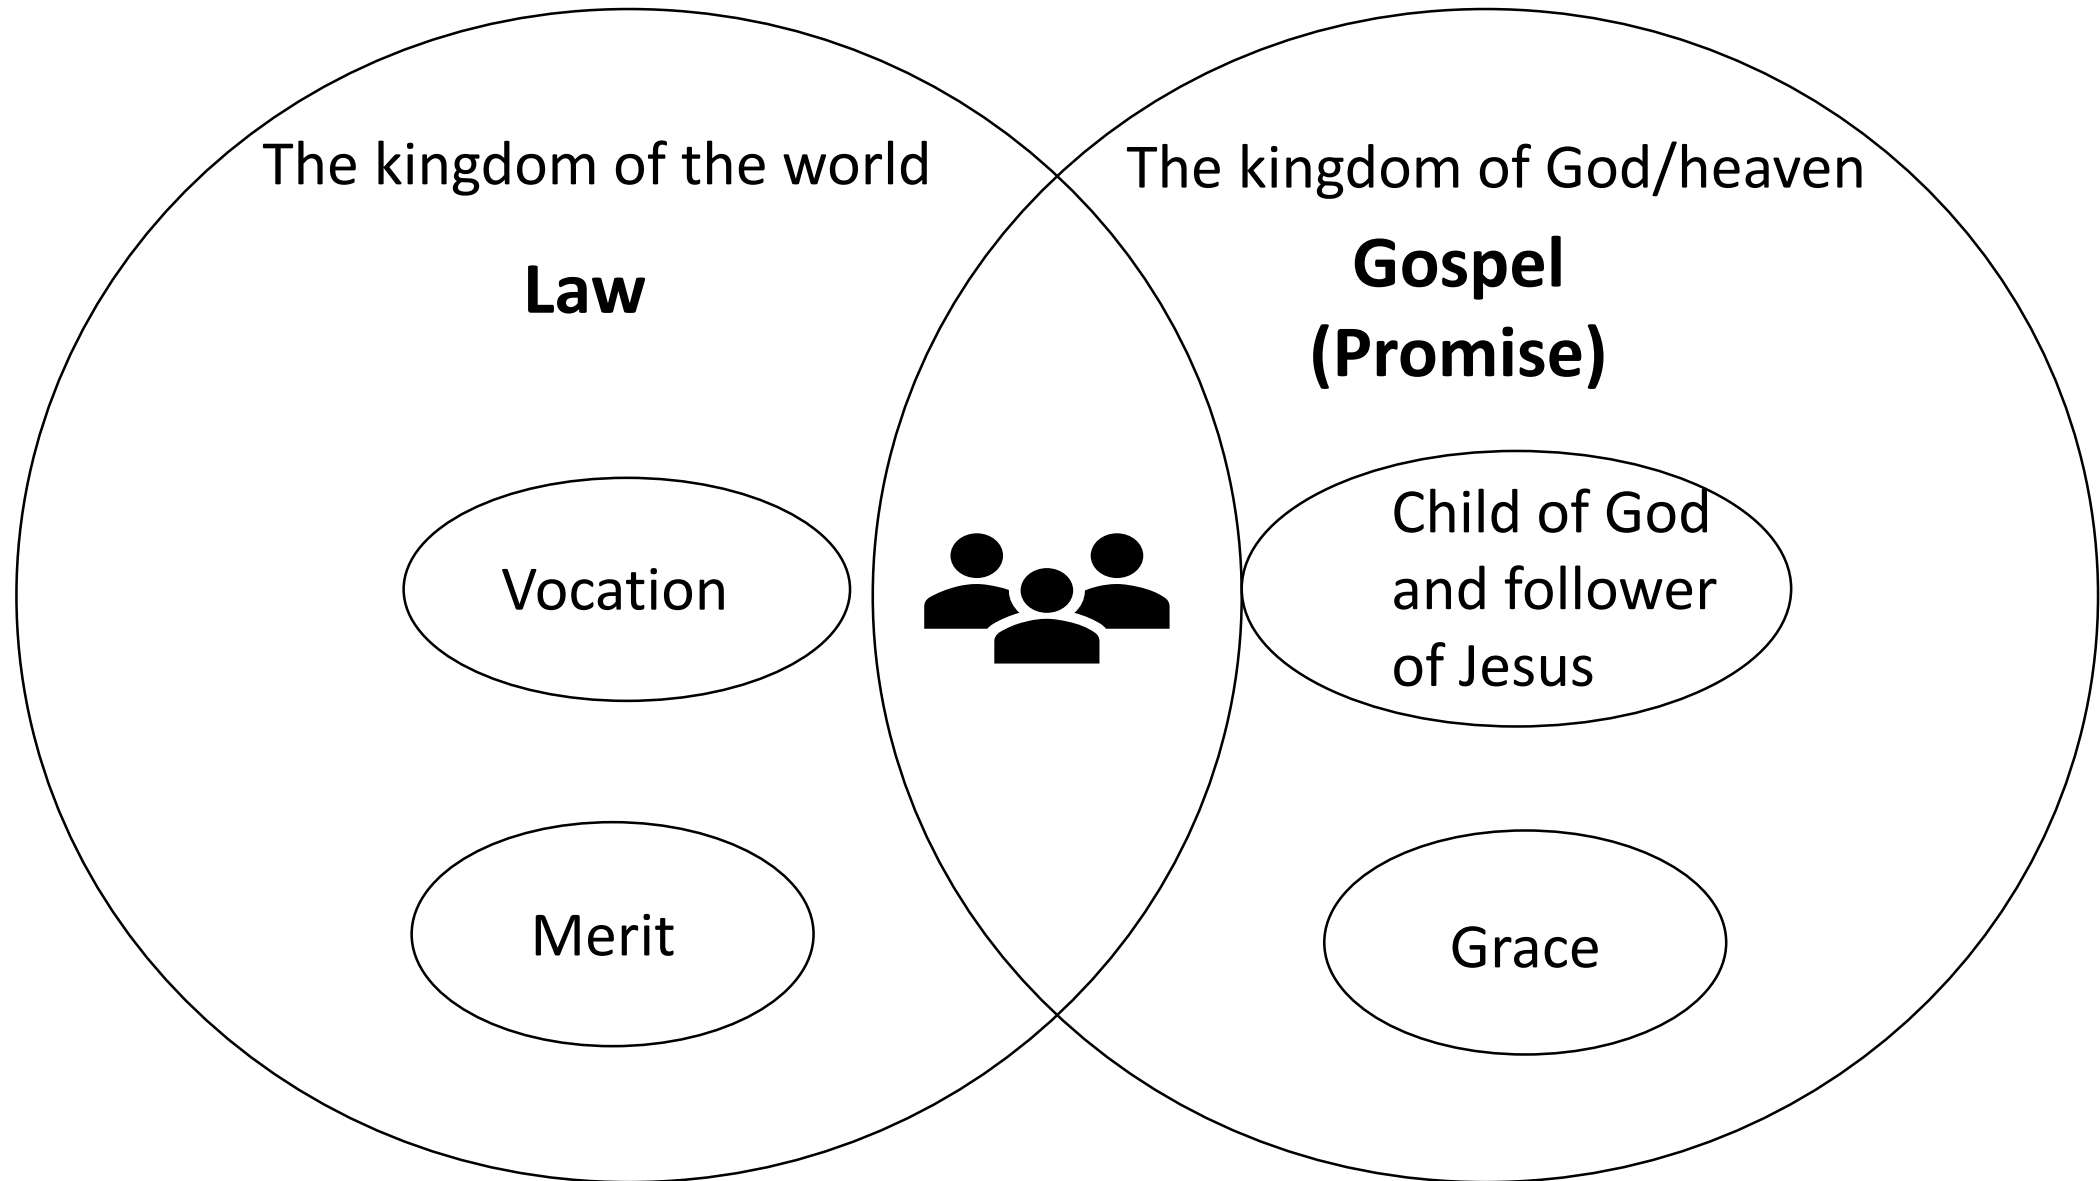 The kingdom of the world
Law
Vocation
Merit
The kingdom of God/heaven
Gospel
(Promise)
Child of God
and follower
of Jesus
Grace